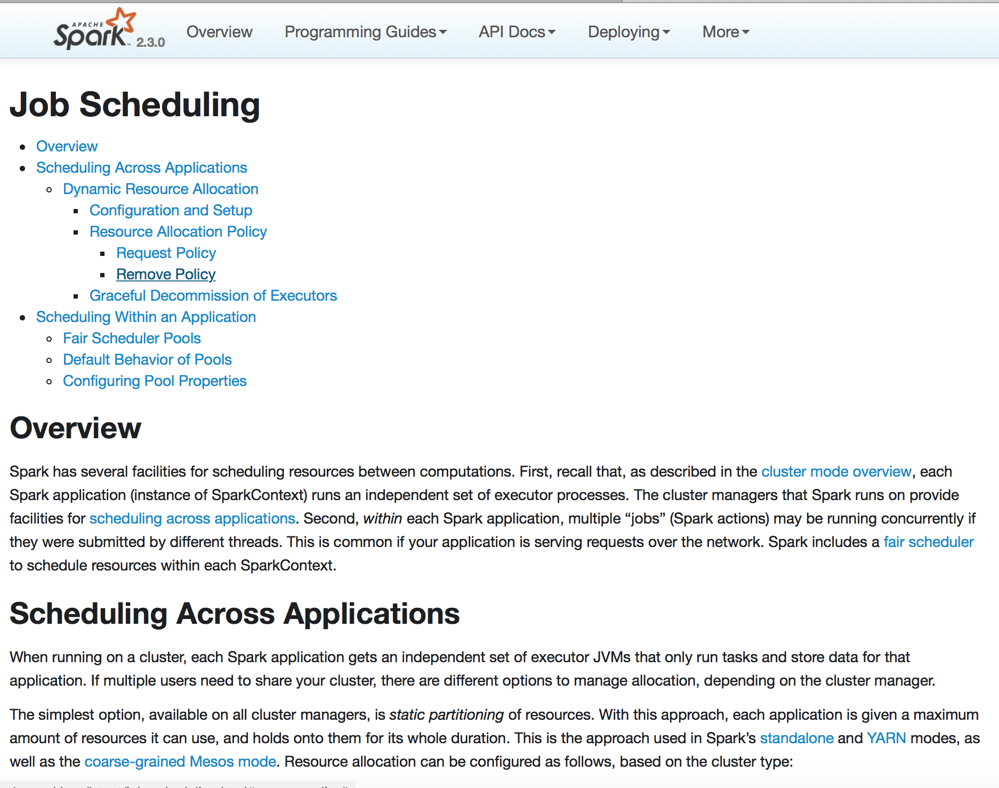 APACHE
Spark™ 2.3.0 Overview Programming Guides API Docs Deploying More
Job Scheduling
Overview
Scheduling Across Applications
Dynamic Resource Allocation
Configuration and Setup
Resource Allocation Policy
Request Policy
Remove Policy
Graceful Decommission of Executors
Scheduling Within an Application
Fair Scheduler Pools
Default Behavior of Pools
Configuring Pool Properties
Overview
Spark has several facilities for scheduling resources between computations. First, recall that, as described in the cluster mode overview, each
Spark application (instance of SparkContext) runs an independent set of executor processes. The cluster managers that Spark runs on provide
facilities for scheduling across applications. Second, within each Spark application, multiple “jobs” (Spark actions) may be running concurrently if
they were submitted by different threads. This is common if your application is serving requests over the network. Spark includes a fair scheduler
to schedule resources within each SparkContext.
Scheduling Across Applications
When running on a cluster, each Spark application gets an independent set of executor JVMs that only run tasks and store data for that
application. If multiple users need to share your cluster, there are different options to manage allocation, depending on the cluster manager.
The simplest option, available on all cluster managers, is static partitioning of resources. With this approach, each application is given a maximum
amount of resources it can use, and holds onto them for its whole duration. This is the approach used in Spark’s standalone and YARN modes, as
well as the coarse-grained Mesos mode. Resource allocation can be configured as follows, based on the cluster type: